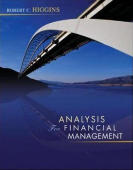 ROBERT C. HIGGINS
ANALYSIS
For FINANCIAL
MANAGEMENT